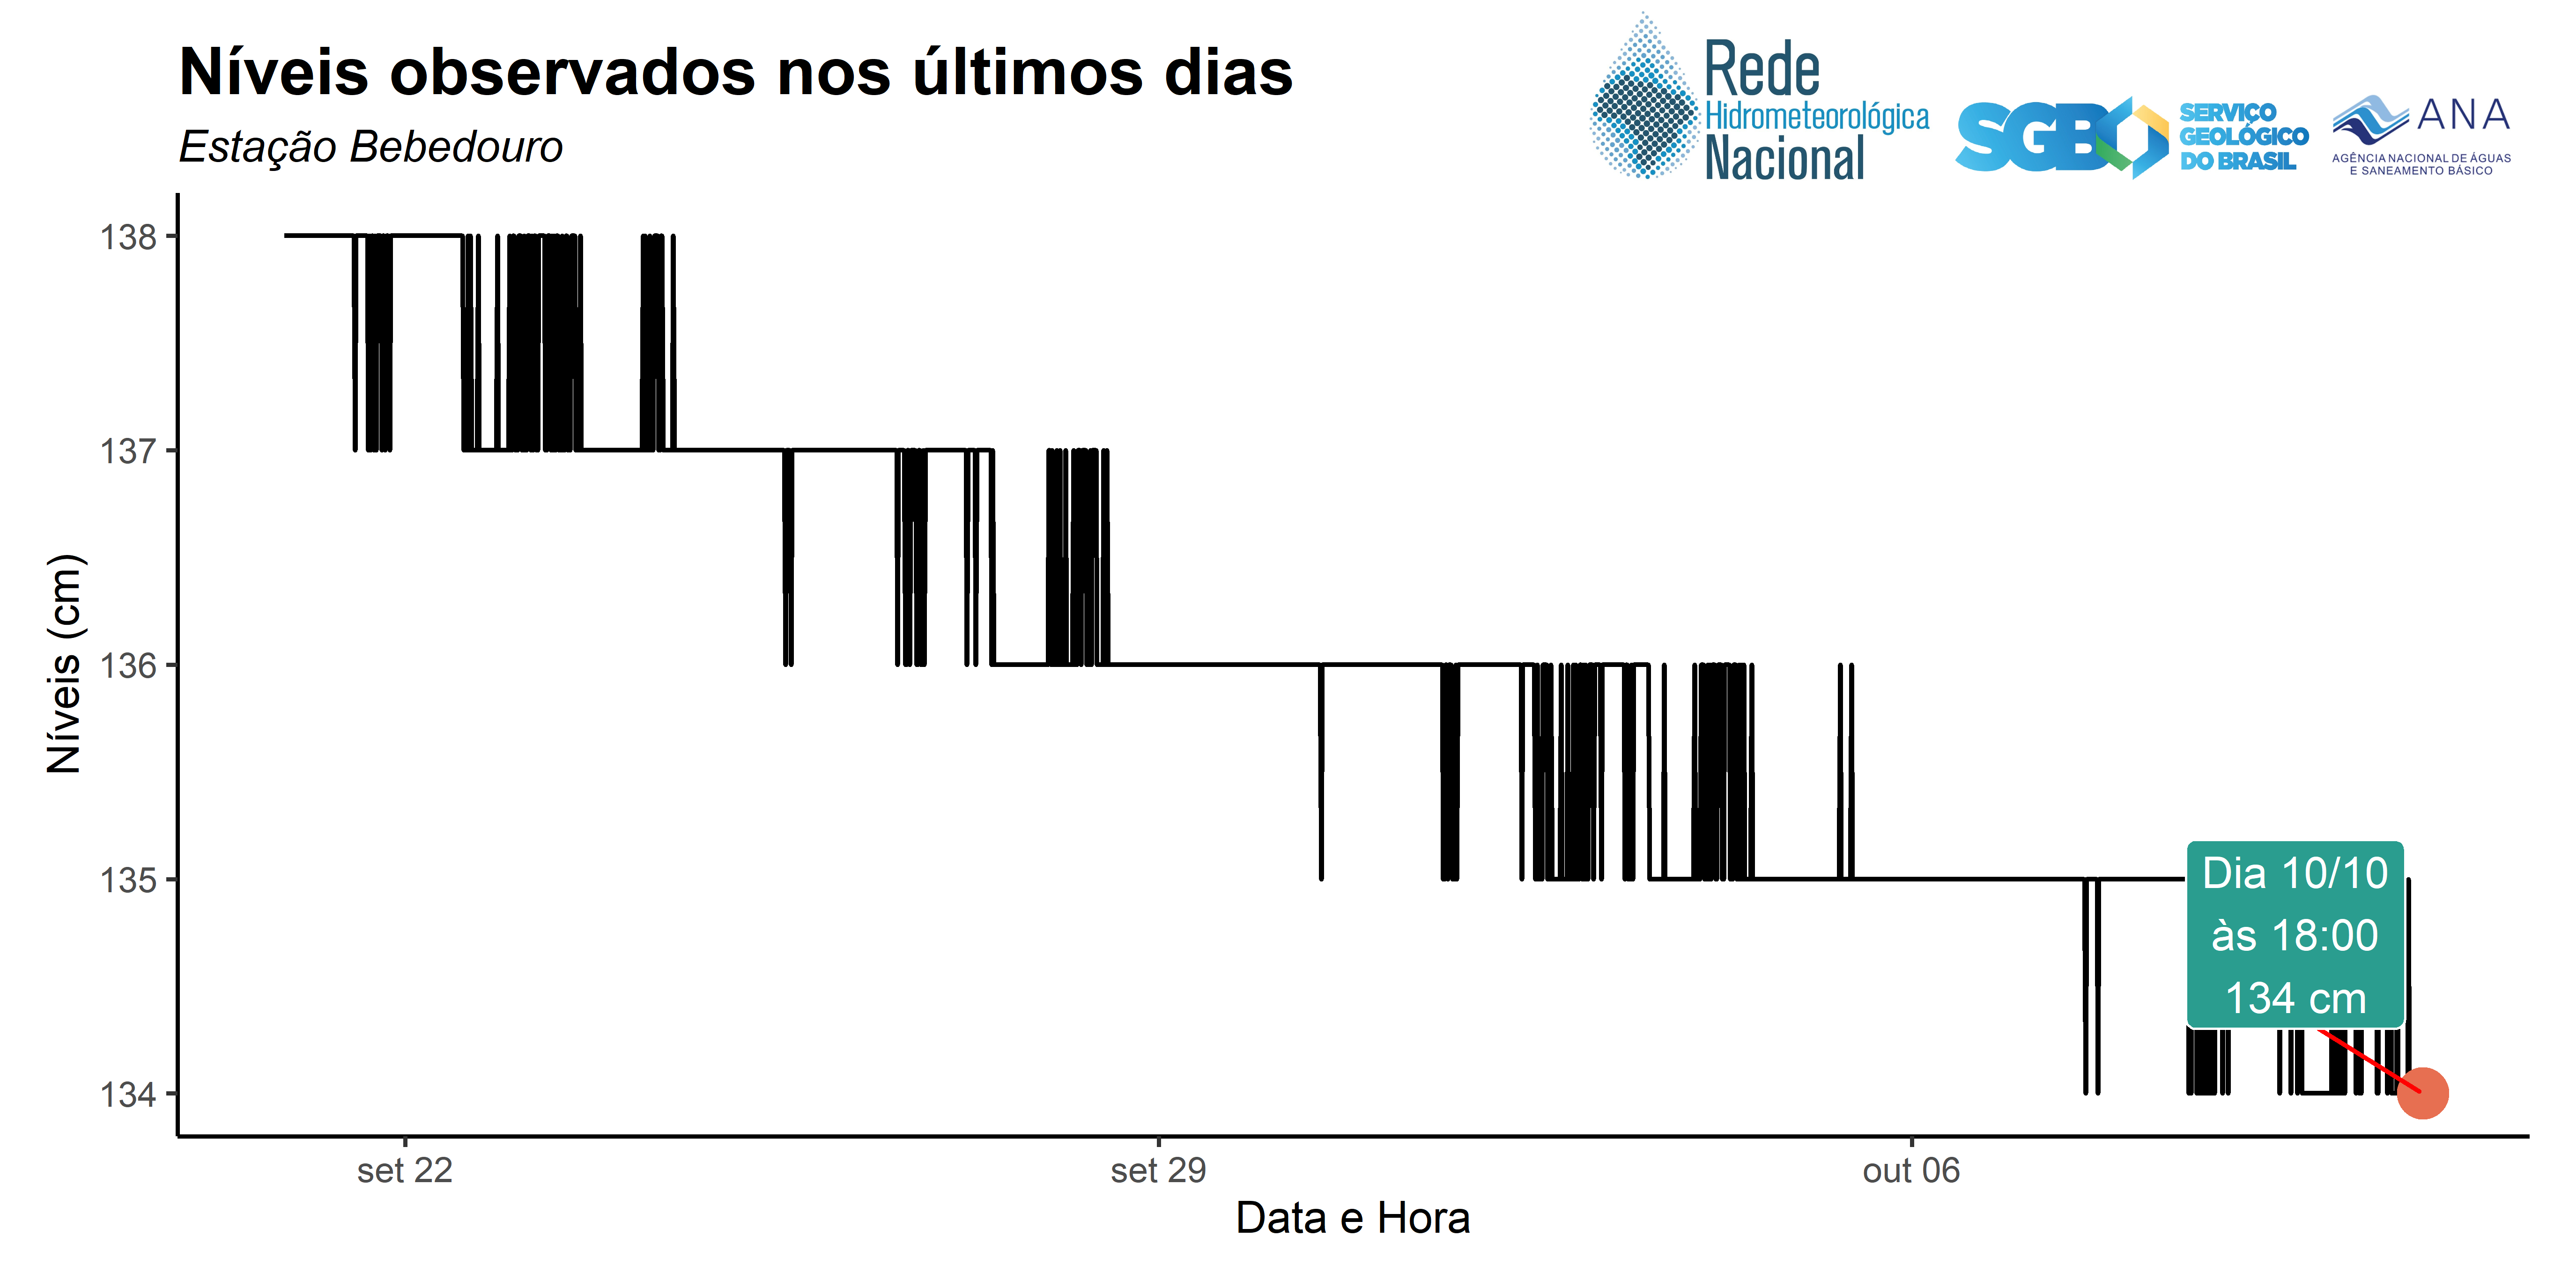 Níveis observados nos últimos dias
Estação Bebedouro
Rede
Hidrometeorológica
Nacional
SGB
SERVIÇO
GEOLÓGICO
DO BRASIL
ANA
AGÊNCIA NACIONAL DE ÁGUAS
E SANEAMENTO BÁSICO
Níveis (cm)
138
137
136
135
134
Dia 10/10
às 18:00
134 cm
set 22
set 29
out 06
Data e Hora